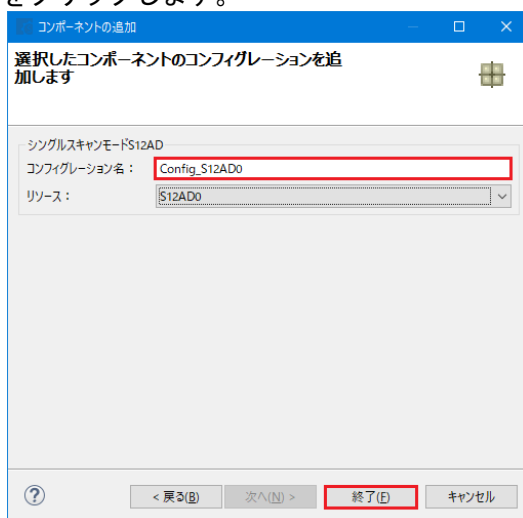 をクリックします。
コンポーネントの追加
選択したコンポーネントのコンフィグレーションを追
加します
シングルスキャンモードS12AD
コンフィグレーション名： Config_S12AD0
リソース： S12AD0
< 戻る(B) 次へ(N) > 終了(F) キャンセル